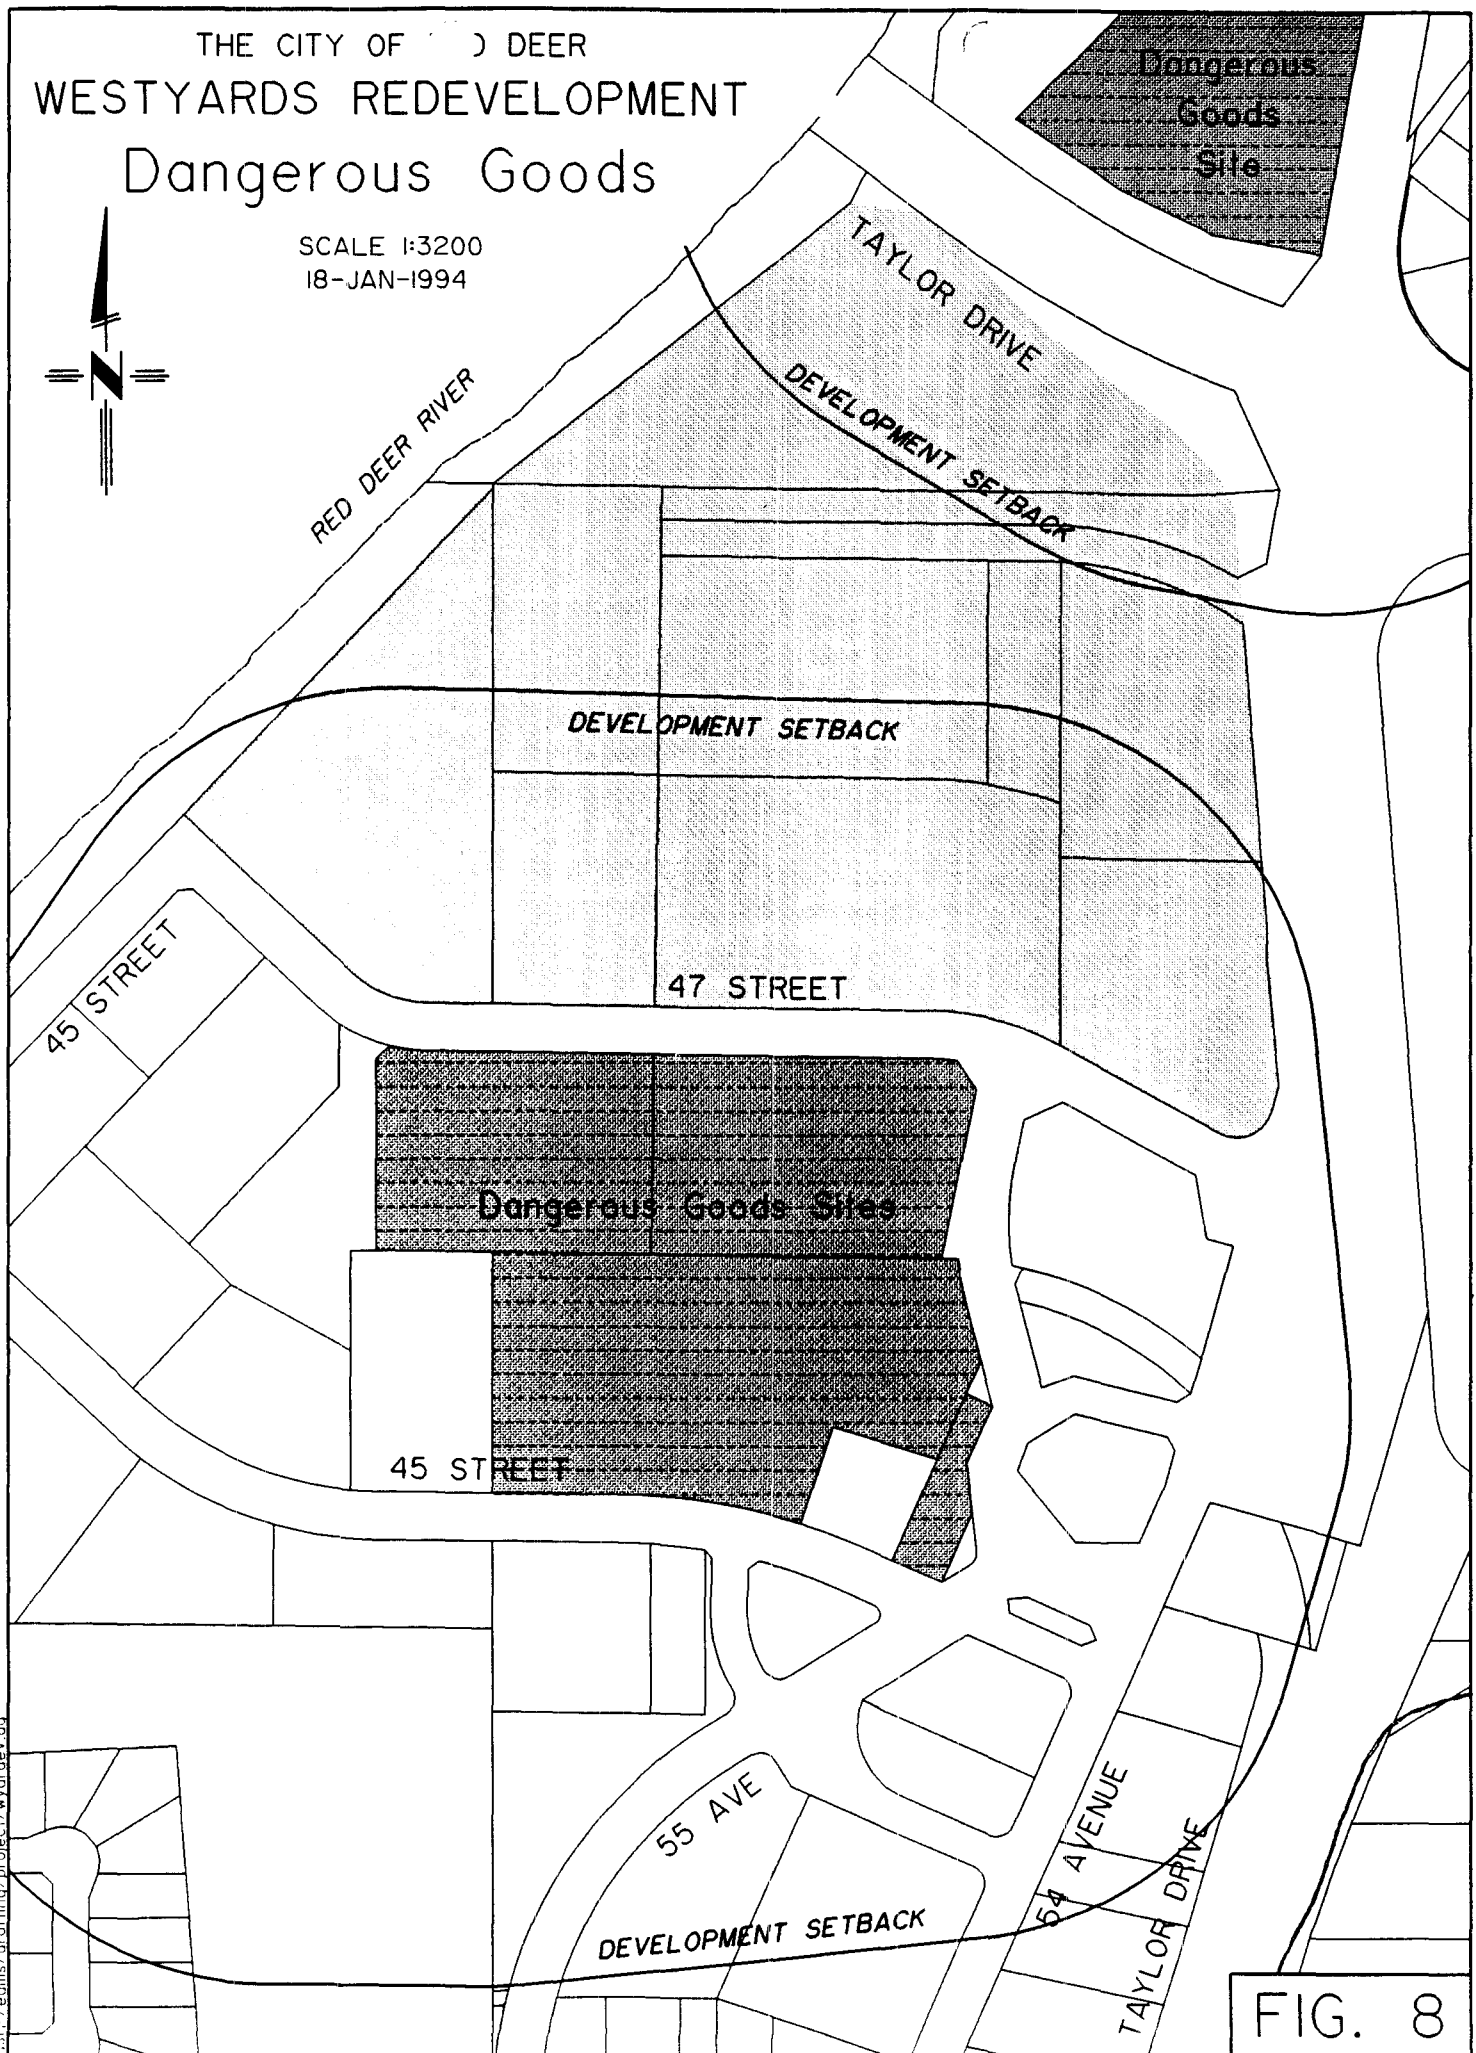 THE CITY OF D DEER
WESTYARDS REDEVELOPMENT
Dangerous Goods
SCALE 1:3200
18-JAN-1994
N
Dangerous
Goods
Site
TAYLOR DRIVE
DEVELOPMENT SETBACK
RED DEER RIVER
DEVELOPMENT SETBACK
45 STREET
47 STREET
Dangerous Goods Sites
45 STREET
55 AVE
54 AVENUE
TAYLOR DRIVE
DEVELOPMENT SETBACK
FIG. 8